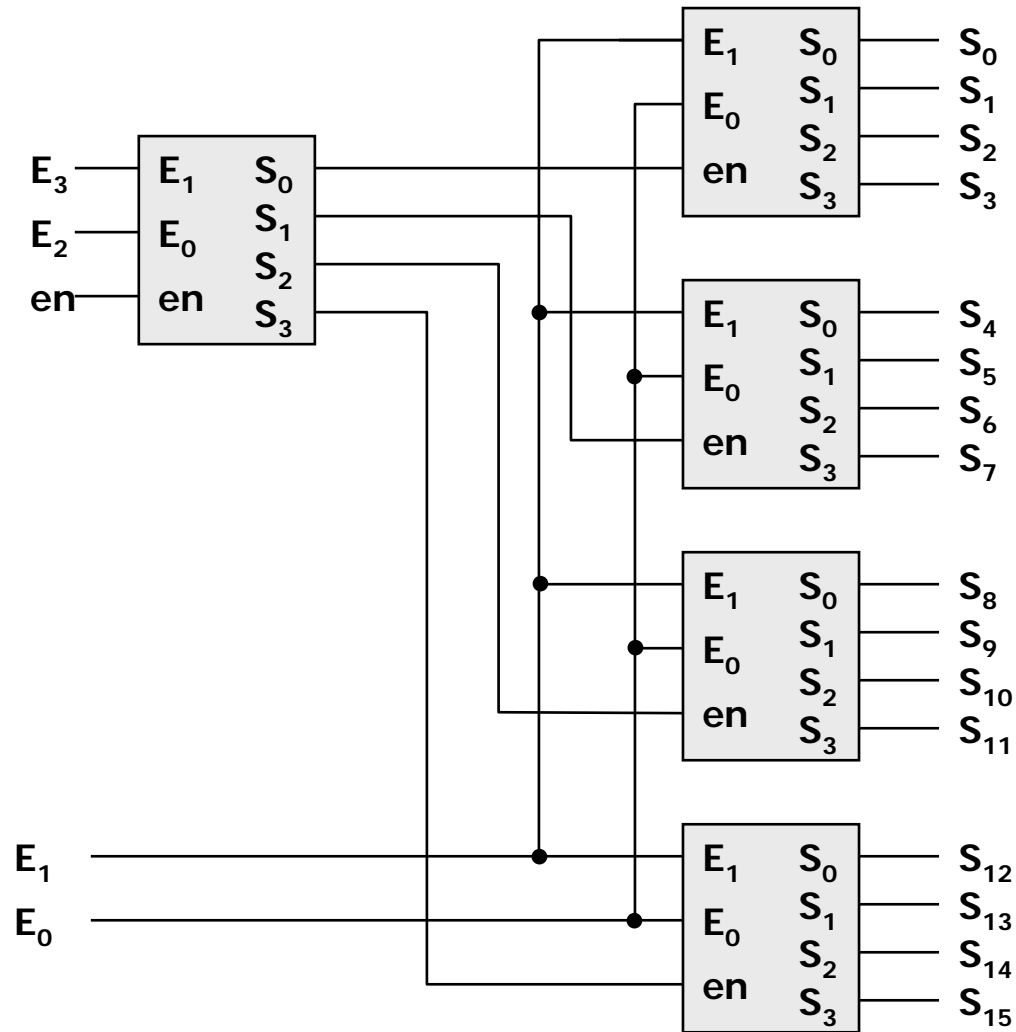 E₁ S₀ S₀
S₁ S₁
E₀
S₂ S₂
en
S₃ S₃
E₃ E₁ S₀
S₁
E₂ E₀
S₂
en en
S₃
E₁ S₀ S₄
S₁ S₅
E₀
S₂ S₆
en
S₃ S₇
E₁ S₀ S₈
S₁ S₉
E₀
S₂ S₁₀
en
S₃ S₁₁
E₁ E₁ S₀ S₁₂
S₁ S₁₃
E₀ E₀
S₂ S₁₄
en
S₃ S₁₅